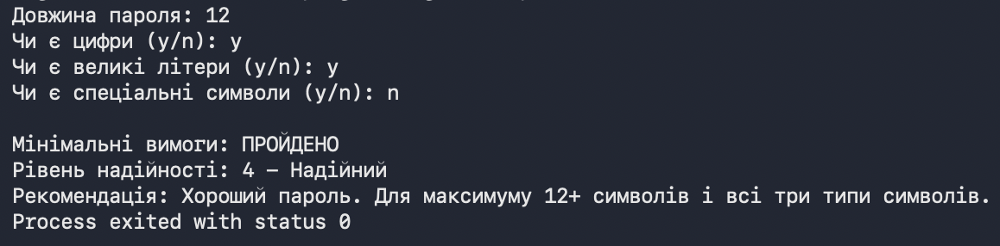 Довжина пароля: 12
Чи є цифри (y/n): y
Чи є великі літери (y/n): y
Чи є спеціальні символи (y/n): n
Мінімальні вимоги: ПРОЙДЕНО
Рівень надійності: 4 — Надійний
Рекомендація: Хороший пароль. Для максимуму 12+ символів і всі три типи символів.
Process exited with status 0